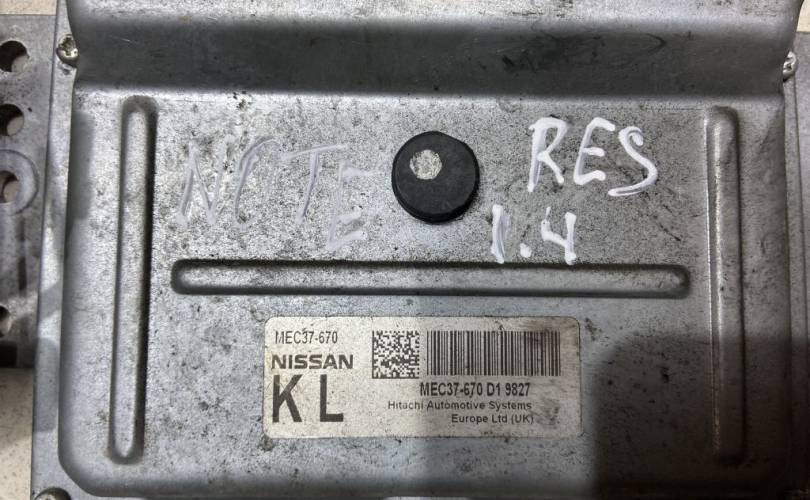 NOTE
RES
1.4
MEC37-670
NISSAN
KL
MEC37-670 D1 9827
Hitachi Automotive Systems
Europe Ltd (UK)